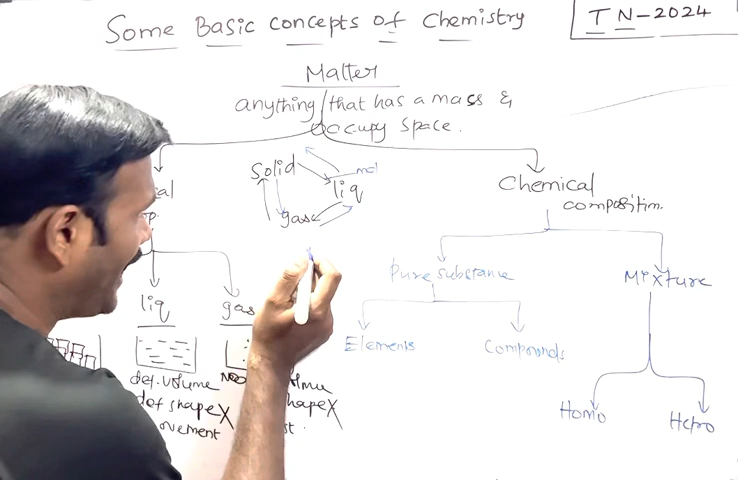 Some Basic concepts of Chemistry
TN-2024
Matter
anything that has a mass &
Occupy Space.
Solid
mel
liq
gas
Chemical
composition.
Pure substance
Mixture
Elements
Compounds
Homo
Hetro
liq
gas
def. volume
def shape X